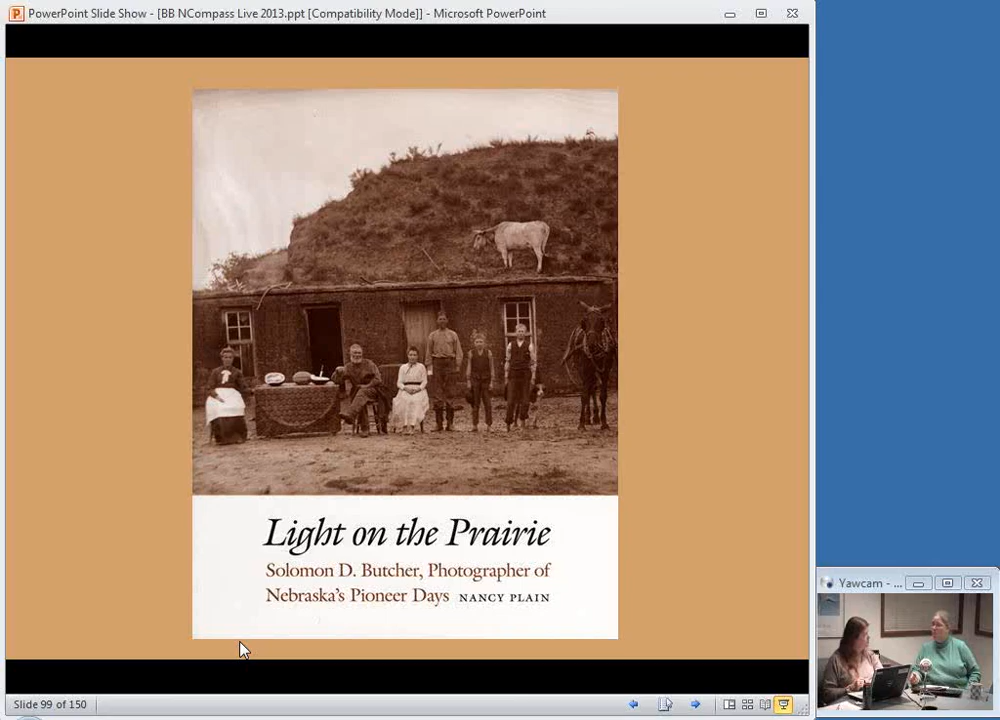 PowerPoint Slide Show - [BB NCompass Live 2013.ppt [Compatibility Mode]] - Microsoft PowerPoint
Light on the Prairie
Solomon D. Butcher, Photographer of
Nebraska's Pioneer Days NANCY PLAIN
Yawcam - ...
Slide 99 of 150